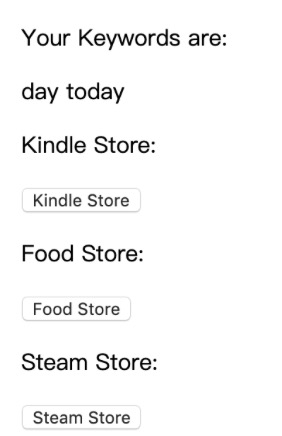 Your Keywords are:
day today
Kindle Store:
Kindle Store
Food Store:
Food Store
Steam Store:
Steam Store